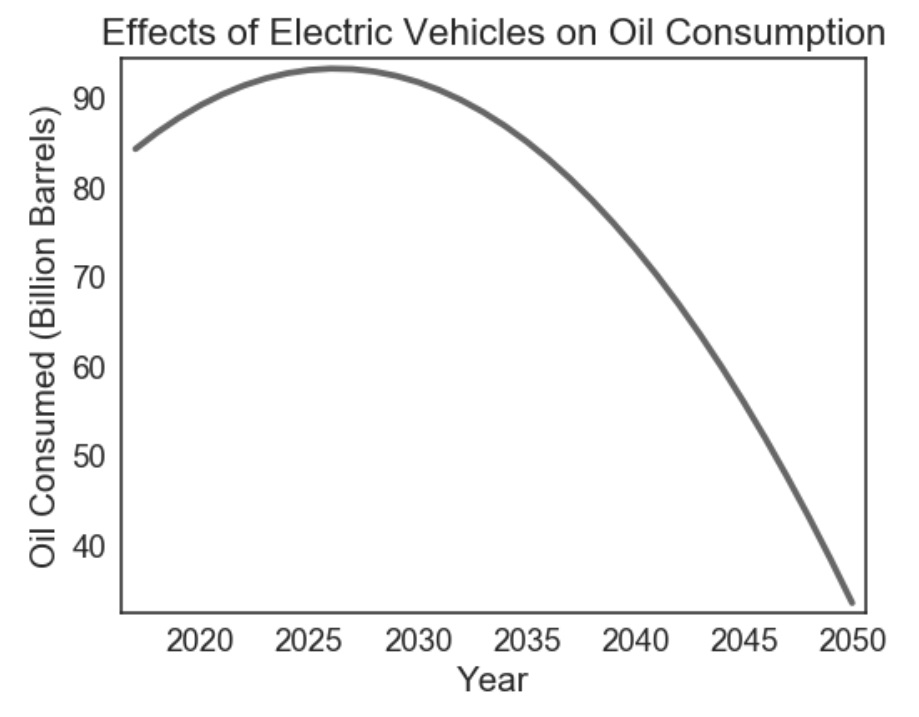 Effects of Electric Vehicles on Oil Consumption
Oil Consumed (Billion Barrels)
90
80
70
60
50
40
2020 2025 2030 2035 2040 2045 2050
Year